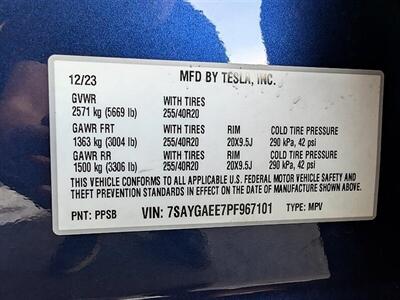 12/23 MFD BY TESLA, INC.
GVWR WITH TIRES
2571 kg (5669 lb) 255/40R20
GAWR FRT WITH TIRES RIM COLD TIRE PRESSURE
1363 kg (3004 lb) 255/40R20 20X9.5J 290 kPa, 42 psi
GAWR RR WITH TIRES RIM COLD TIRE PRESSURE
1500 kg (3306 lb) 255/40R20 20X9.5J 290 kPa, 42 psi
THIS VEHICLE CONFORMS TO ALL APPLICABLE U.S. FEDERAL MOTOR VEHICLE SAFETY AND
THEFT PREVENTION STANDARDS IN EFFECT ON THE DATE OF MANUFACTURE SHOWN ABOVE.
PNT: PPSB VIN: 7SAYGAEE7PF967101 TYPE: MPV